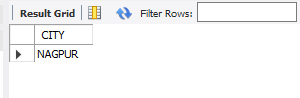 Result Grid Filter Rows:
CITY
NAGPUR